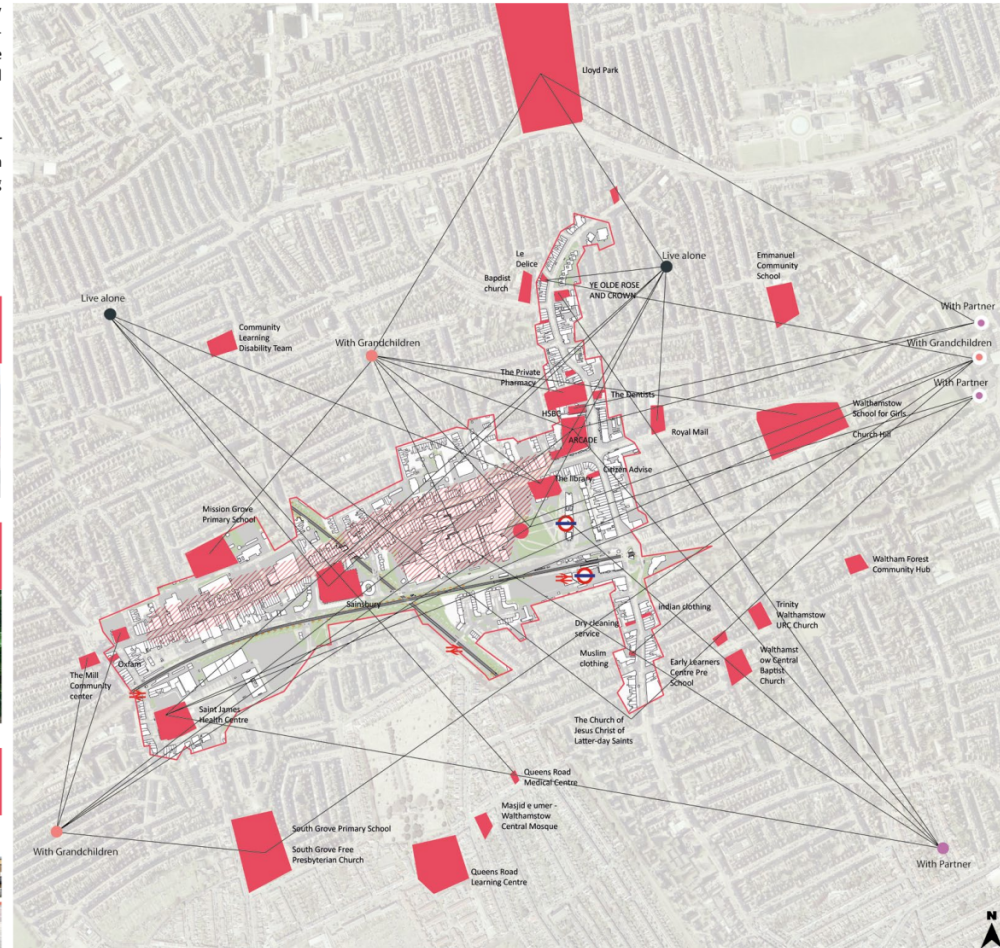 Lloyd Park
Le
Delice
Live alone
Emmanuel
Community
School
Bapdist
church
YE OLDE ROSE
AND CROWN
Live alone
With Partner
Community
Learning
Disability Team
With Grandchildren
With Grandchildren
The Private
Pharmacy
With Partner
The Dentists
HSBC
Walthamstow
School for Girls
Royal Mail
Church Hill
ARCADE
Citizen Advise
The library
Mission Grove
Primary School
Waltham Forest
Community Hub
Sainsbury
Indian clothing
Trinity
Walthamstow
URC Church
Dry cleaning
service
Muslim
clothing
Walthamst
ow Central
Baptist
Church
Early Learners
Centre Pre
School
Oxfam
The Mill
Community
center
Saint James
Health Centre
The Church of
Jesus Christ of
Latter-day Saints
Queens Road
Medical Centre
Masjid e umer -
Walthamstow
Central Mosque
South Grove Primary School
South Grove Free
Presbyterian Church
With Grandchildren
With Partner
Queens Road
Learning Centre
N